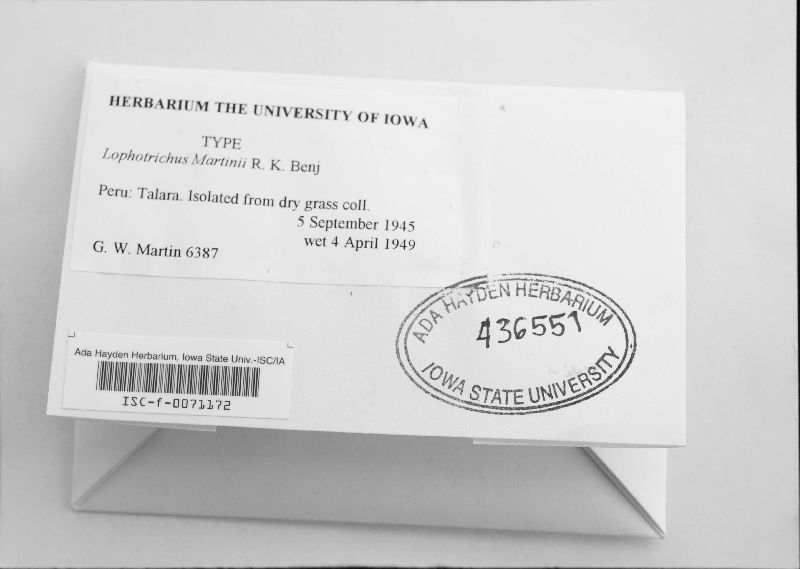 HERBARIUM THE UNIVERSITY OF IOWA
TYPE
Lophotrichus Martinii R. K. Benj
Peru: Talara. Isolated from dry grass coll.
5 September 1945
wet 4 April 1949
G. W. Martin 6387
ADA HAYDEN HERBARIUM
436551
IOWA STATE UNIVERSITY
Ada Hayden Herbarium, Iowa State Univ.-ISC/IA
ISC-f-0071172